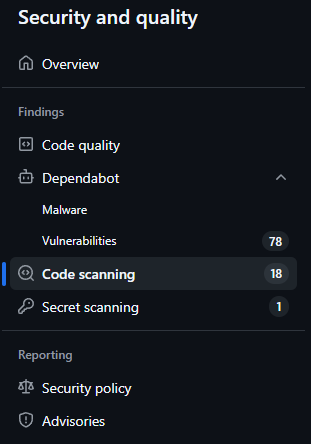 Security and quality
Overview
Findings
Code quality
Dependabot
Malware
Vulnerabilities 78
Code scanning 18
Secret scanning 1
Reporting
Security policy
Advisories